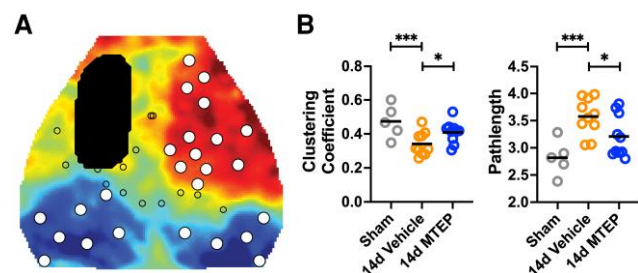 A
B
***
*
Clustering
Coefficient
0.8
0.6
0.4
0.2
0.0
Sham
14d Vehicle
14d MTEP
***
*
Pathlength
4.5
4.0
3.5
3.0
2.5
2.0
Sham
14d Vehicle
14d MTEP